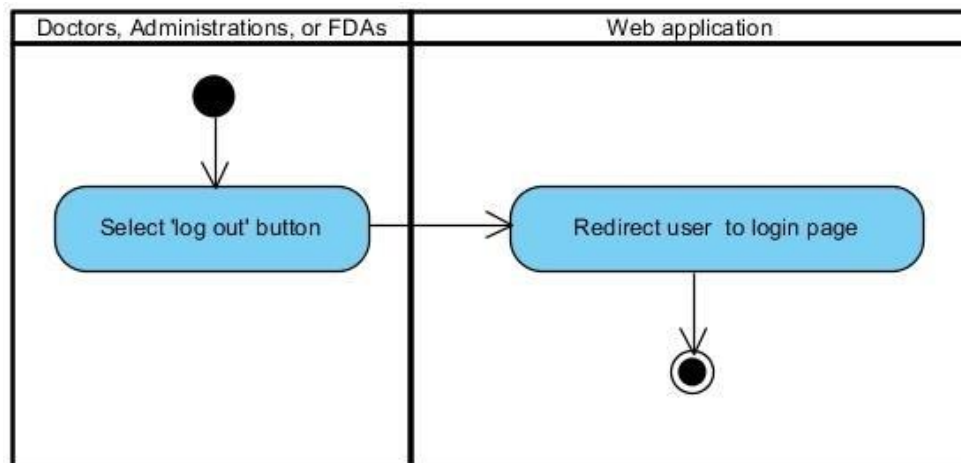 Doctors, Administrations, or FDAs
Web application
Select 'log out' button
Redirect user to login page